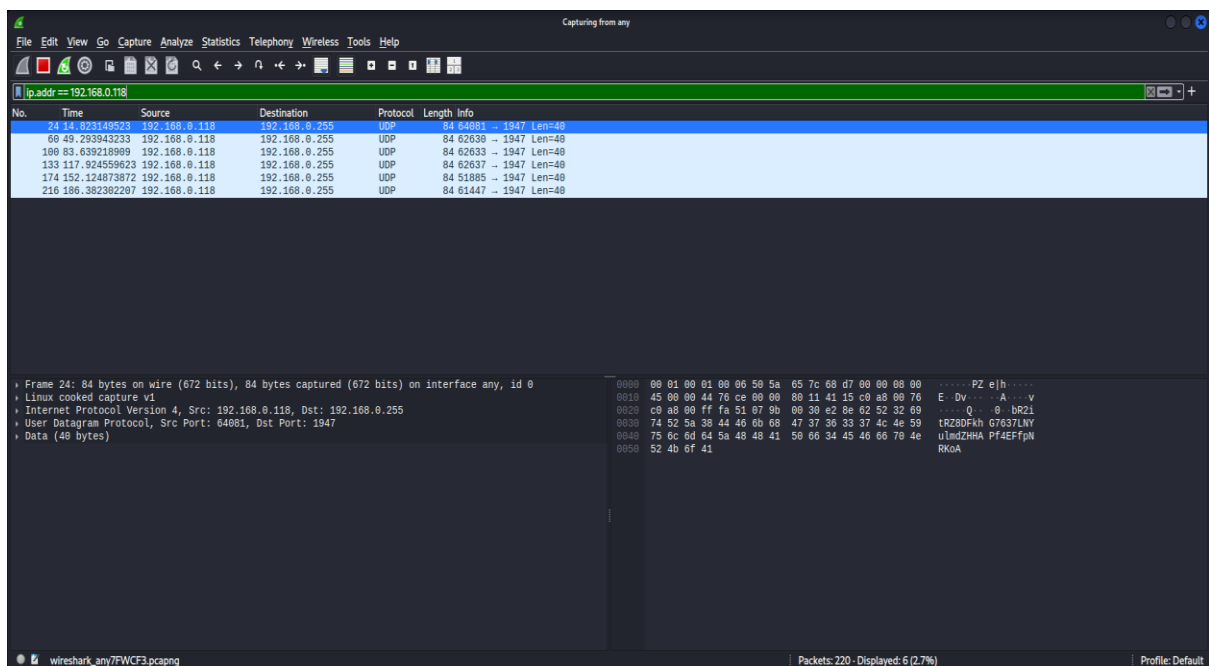 Capturing from any
File Edit View Go Capture Analyze Statistics Telephony Wireless Tools Help
ip.addr == 192.168.0.118
No. Time Source Destination Protocol Length Info
24 14.823149523 192.168.0.118 192.168.0.255 UDP 84 64081 → 1947 Len=40
60 49.293943233 192.168.0.118 192.168.0.255 UDP 84 62630 → 1947 Len=40
100 83.639218909 192.168.0.118 192.168.0.255 UDP 84 62633 → 1947 Len=40
133 117.924559623 192.168.0.118 192.168.0.255 UDP 84 62637 → 1947 Len=40
174 152.124873872 192.168.0.118 192.168.0.255 UDP 84 51885 → 1947 Len=40
216 186.382302207 192.168.0.118 192.168.0.255 UDP 84 61447 → 1947 Len=40
Frame 24: 84 bytes on wire (672 bits), 84 bytes captured (672 bits) on interface any, id 0
Linux cooked capture v1
Internet Protocol Version 4, Src: 192.168.0.118, Dst: 192.168.0.255
User Datagram Protocol, Src Port: 64081, Dst Port: 1947
Data (40 bytes)
0000 00 01 00 01 00 06 50 5a 65 7c 68 d7 00 00 08 00 ······PZ e|h·····
0010 45 00 00 44 76 ce 00 00 80 11 41 15 c0 a8 00 76 E··Dv··· ··A····v
0020 c0 a8 00 ff fa 51 07 9b 00 30 e2 8e 62 52 32 69 ·····Q·· ·0··bR2i
0030 74 52 5a 38 44 46 6b 68 47 37 36 33 37 4c 4e 59 tRZ8DFkh G7637LNY
0040 75 6c 6d 64 5a 48 48 41 50 66 34 45 46 66 70 4e ulmdZHHA Pf4EFfpN
0050 52 4b 6f 41 RKoA
wireshark_any7FWCF3.pcapng Packets: 220 · Displayed: 6 (2.7%) Profile: Default